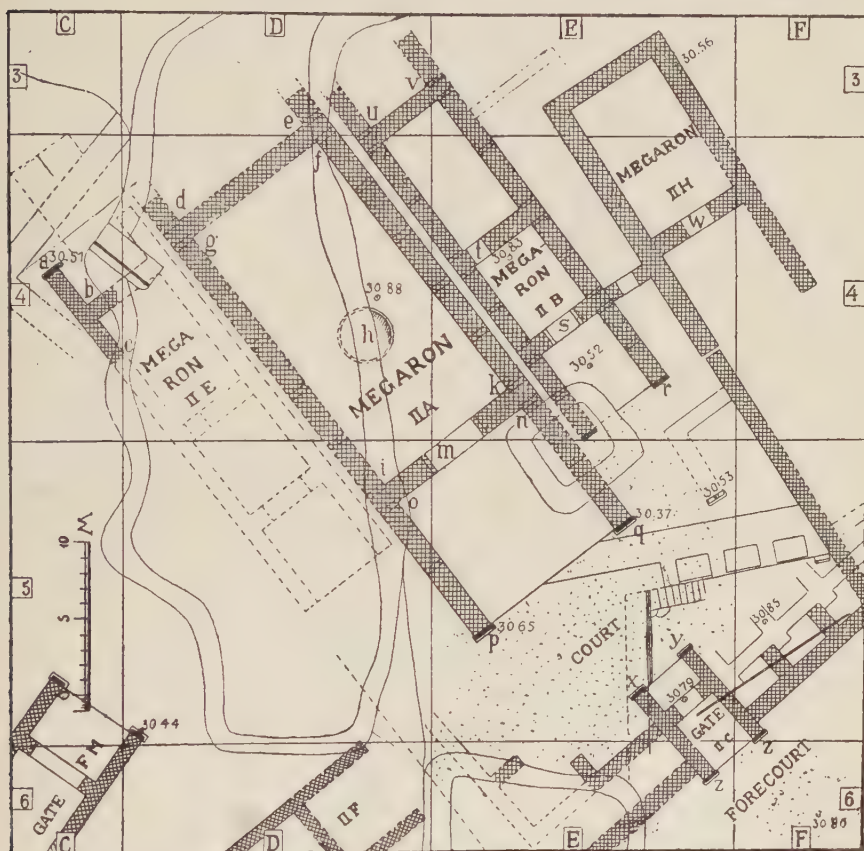 C D E F
3 3
30.56
v
u
e
f
MEGARON
II H
d
g
w
t
30.83
MEGA-
RON
II B
a 30.51
b
4 4
30 88
h
s
c
MEGA
RON
II E
MEGARON
II A
30.52
k
r
n
m
i
o
30.53
10
M
q 30.37
5 5
5
30.85
p 30 65
COURT
y
x
30.79
0
30.44
GATE
II C
z
z
GATE FM
FORECOURT
II F
6 6
30.80
C D E F